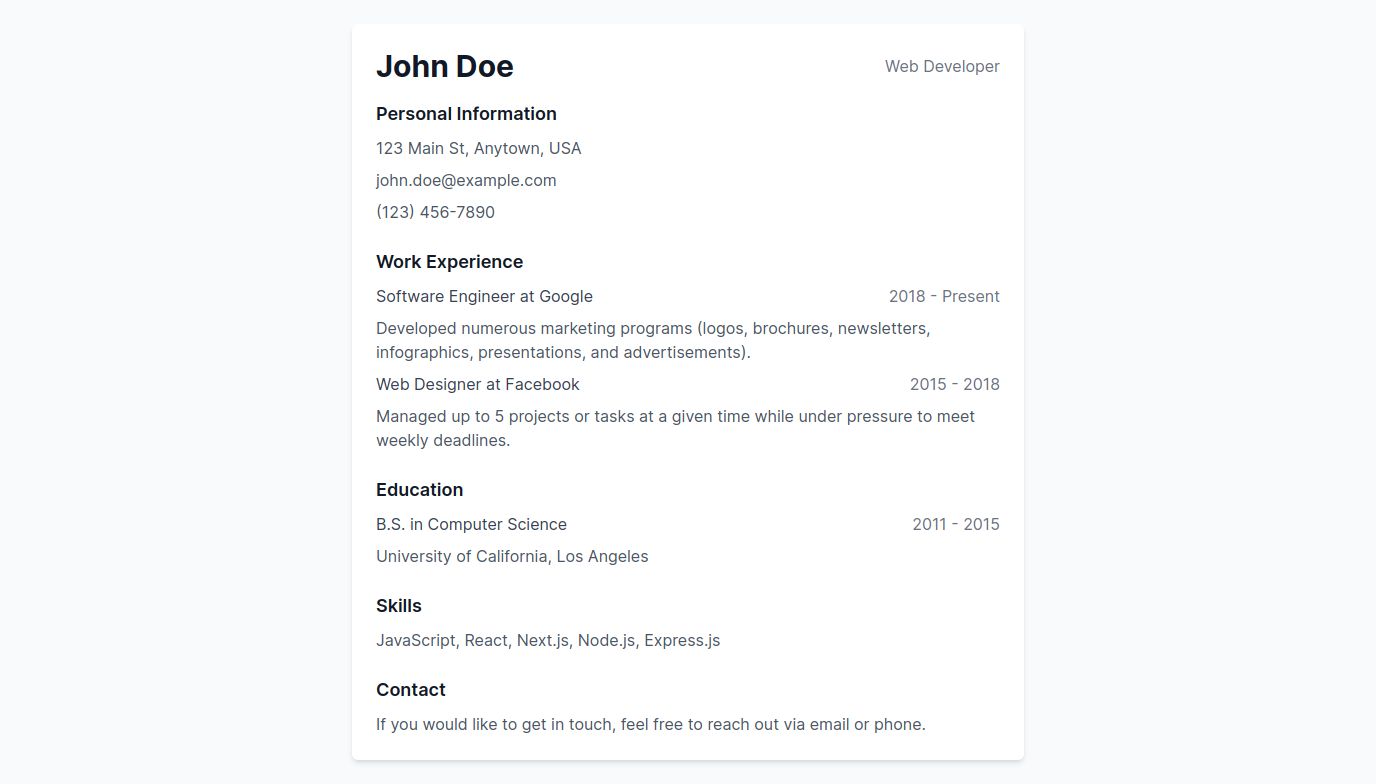 John Doe
Web Developer
Personal Information
123 Main St, Anytown, USA
john.doe@example.com
(123) 456-7890
Work Experience
Software Engineer at Google
2018 - Present
Developed numerous marketing programs (logos, brochures, newsletters,
infographics, presentations, and advertisements).
Web Designer at Facebook
2015 - 2018
Managed up to 5 projects or tasks at a given time while under pressure to meet
weekly deadlines.
Education
B.S. in Computer Science
2011 - 2015
University of California, Los Angeles
Skills
JavaScript, React, Next.js, Node.js, Express.js
Contact
If you would like to get in touch, feel free to reach out via email or phone.